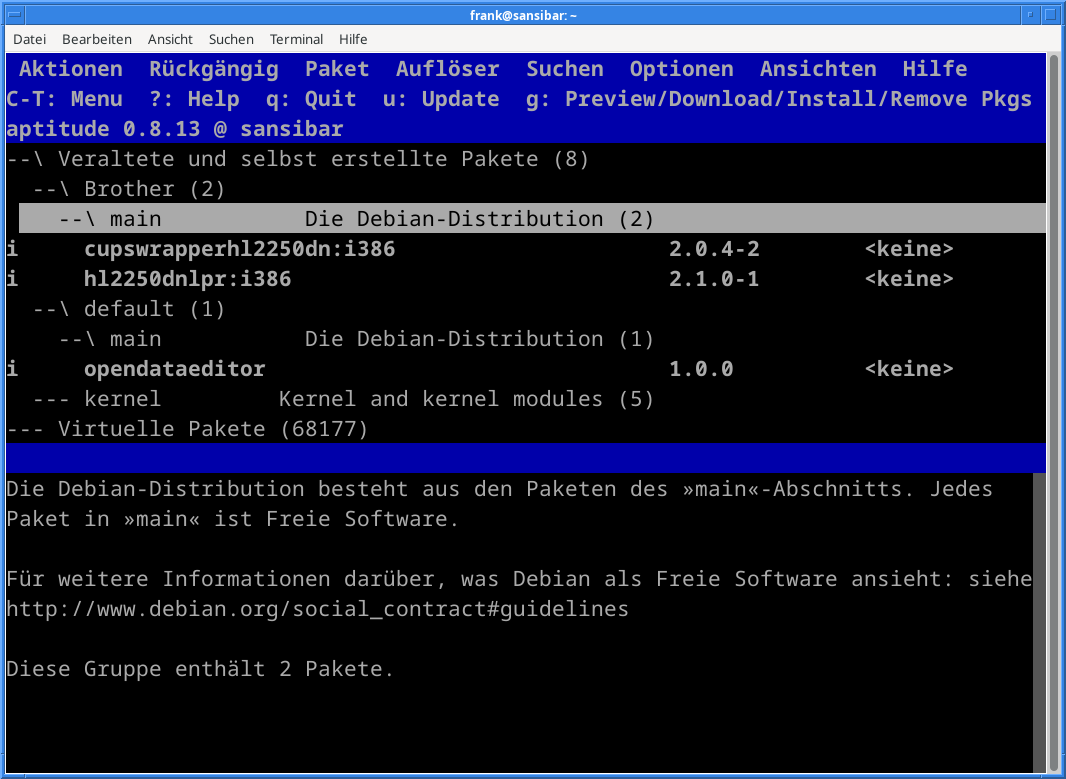 frank@sansibar: ~
Datei Bearbeiten Ansicht Suchen Terminal Hilfe
Aktionen Rückgängig Paket Auflöser Suchen Optionen Ansichten Hilfe
C-T: Menu ?: Help q: Quit u: Update g: Preview/Download/Install/Remove Pkgs
aptitude 0.8.13 @ sansibar
--\ Veraltete und selbst erstellte Pakete (8)
--\ Brother (2)
--\ main Die Debian-Distribution (2)
i cupswrapperhl2250dn:i386 2.0.4-2 <keine>
i hl2250dnlpr:i386 2.1.0-1 <keine>
--\ default (1)
--\ main Die Debian-Distribution (1)
i opendataeditor 1.0.0 <keine>
--- kernel Kernel and kernel modules (5)
--- Virtuelle Pakete (68177)
Die Debian-Distribution besteht aus den Paketen des »main«-Abschnitts. Jedes
Paket in »main« ist Freie Software.
Für weitere Informationen darüber, was Debian als Freie Software ansieht: siehe
http://www.debian.org/social_contract#guidelines
Diese Gruppe enthält 2 Pakete.